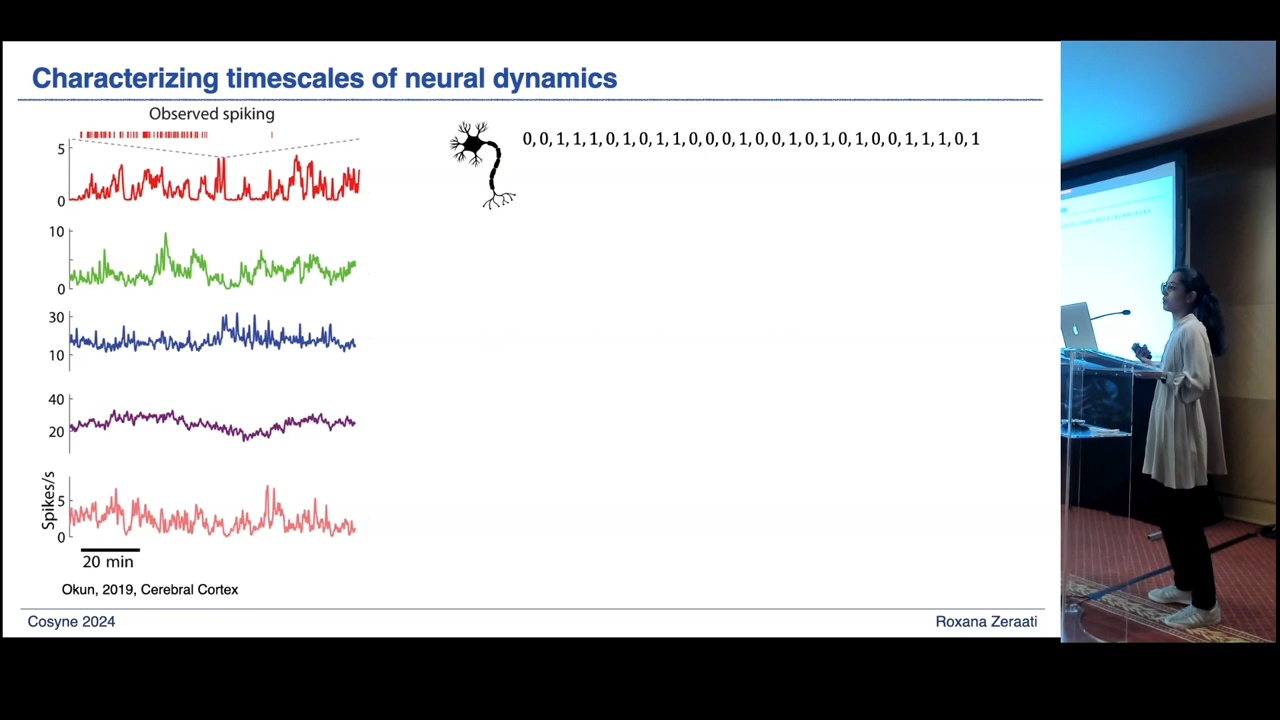 Characterizing timescales of neural dynamics
Observed spiking
5
0
0, 0, 1, 1, 1, 0, 1, 0, 1, 1, 0, 0, 0, 1, 0, 0, 1, 0, 1, 0, 1, 0, 0, 1, 1, 1, 0, 1
10
0
30
10
40
20
Spikes/s
5
0
20 min
Okun, 2019, Cerebral Cortex
Cosyne 2024
Roxana Zeraati